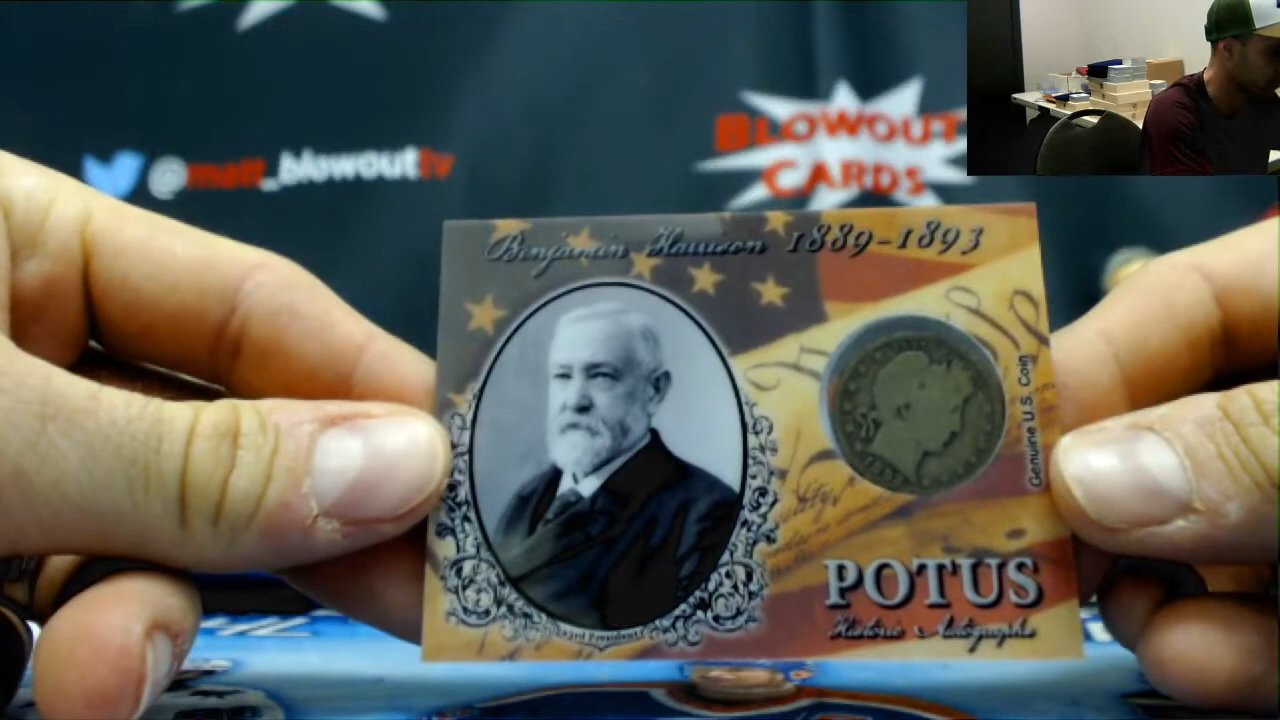 @matt_blowouttv
BLOWOUT
CARDS
Benjamin Harrison 1889-1893
Genuine U.S. Coin
POTUS
Historic Autographs
23rd President